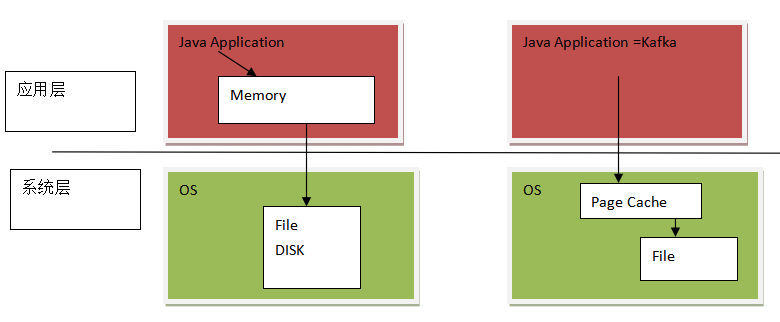 Java Application
Java Application =Kafka
应用层
Memory
系统层
OS
OS
Page Cache
File
DISK
File